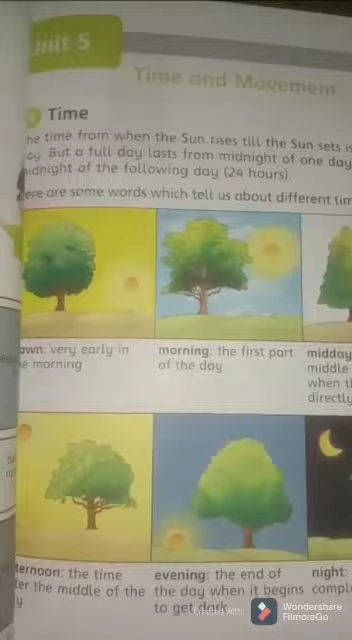 Unit 5
Time and Movement
Time
he time from when the Sun rises till the Sun sets is
ay. But a full day lasts from midnight of one day
idnight of the following day (24 hours).
ere are some words which tell us about different tim
awn: very early in
e morning
morning: the first part
of the day
midday
middle
when t
directly
ternoon: the time
ter the middle of the
y
evening: the end of
the day when it begins
to get dark
night:
compl
Created with
Wondershare
FilmoraGo